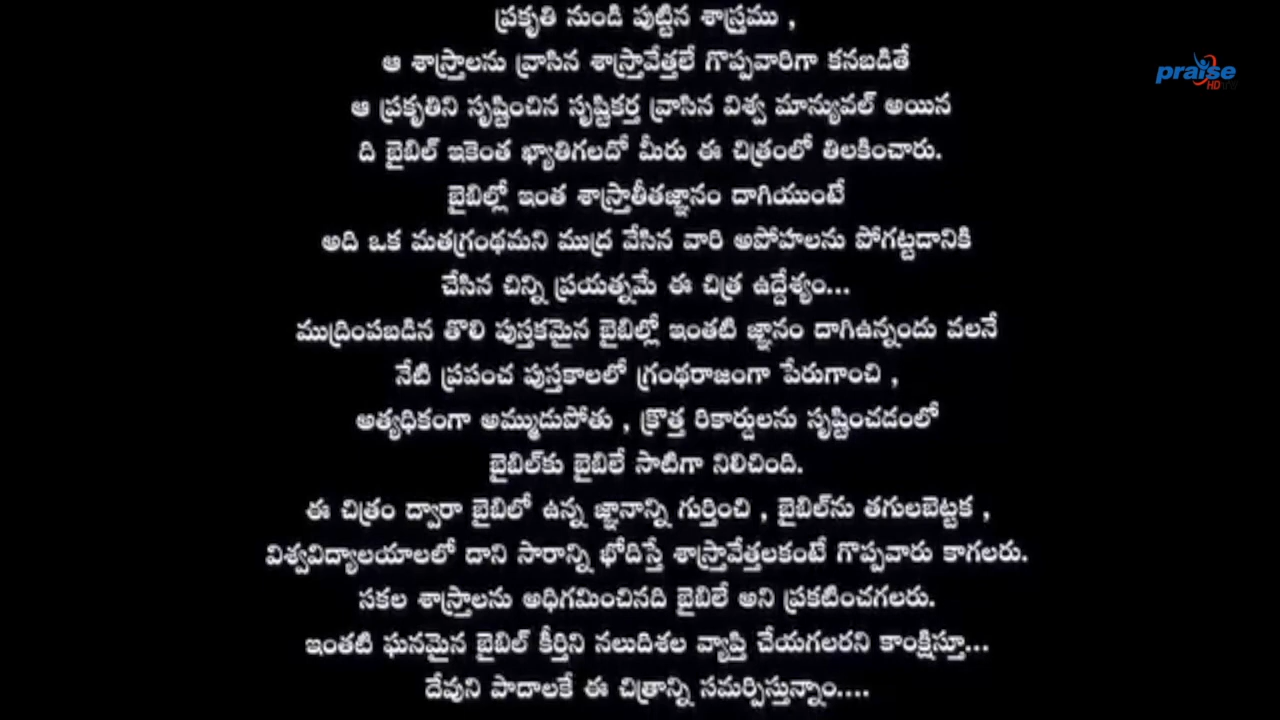 ప్రకృతి నుండి పుట్టిన శాస్త్రము ,
ఆ శాస్త్రాలను వ్రాసిన శాస్త్రావేత్తలే గొప్పవారిగా కనబడితే
ఆ ప్రకృతిని సృష్టించిన సృష్టికర్త వ్రాసిన విశ్వ మాన్యువల్ అయిన
ది బైబిల్ ఇకెంత ఖ్యాతిగలదో మీరు ఈ చిత్రంలో తిలకించారు.
బైబిల్లో ఇంత శాస్త్రాతీతజ్ఞానం దాగియుంటే
అది ఒక మతగ్రంథమని ముద్ర వేసిన వారి అపోహలను పోగట్టదానికి
చేసిన చిన్ని ప్రయత్నమే ఈ చిత్ర ఉద్దేశ్యం...
ముద్రింపబడిన తొలి పుస్తకమైన బైబిల్లో ఇంతటి జ్ఞానం దాగిఉన్నందు వలనే
నేటి ప్రపంచ పుస్తకాలలో గ్రంథరాజంగా పేరుగాంచి ,
అత్యధికంగా అమ్ముడుపోతు , క్రొత్త రికార్డులను సృష్టించడంలో
బైబిల్‌కు బైబిలే సాటిగా నిలిచింది.
ఈ చిత్రం ద్వారా బైబిలో ఉన్న జ్ఞానాన్ని గుర్తించి , బైబిల్‌ను తగులబెట్టక ,
విశ్వవిద్యాలయాలలో దాని సారాన్ని భోదిస్తే శాస్త్రావేత్తలకంటే గొప్పవారు కాగలరు.
సకల శాస్త్రాలను అధిగమించినది బైబిలే అని ప్రకటించగలరు.
ఇంతటి ఘనమైన బైబిల్ కీర్తిని నలుదిశల వ్యాప్తి చేయగలరని కాంక్షిస్తూ...
దేవుని పాదాలకే ఈ చిత్రాన్ని సమర్పిస్తున్నాం....
praise
HD